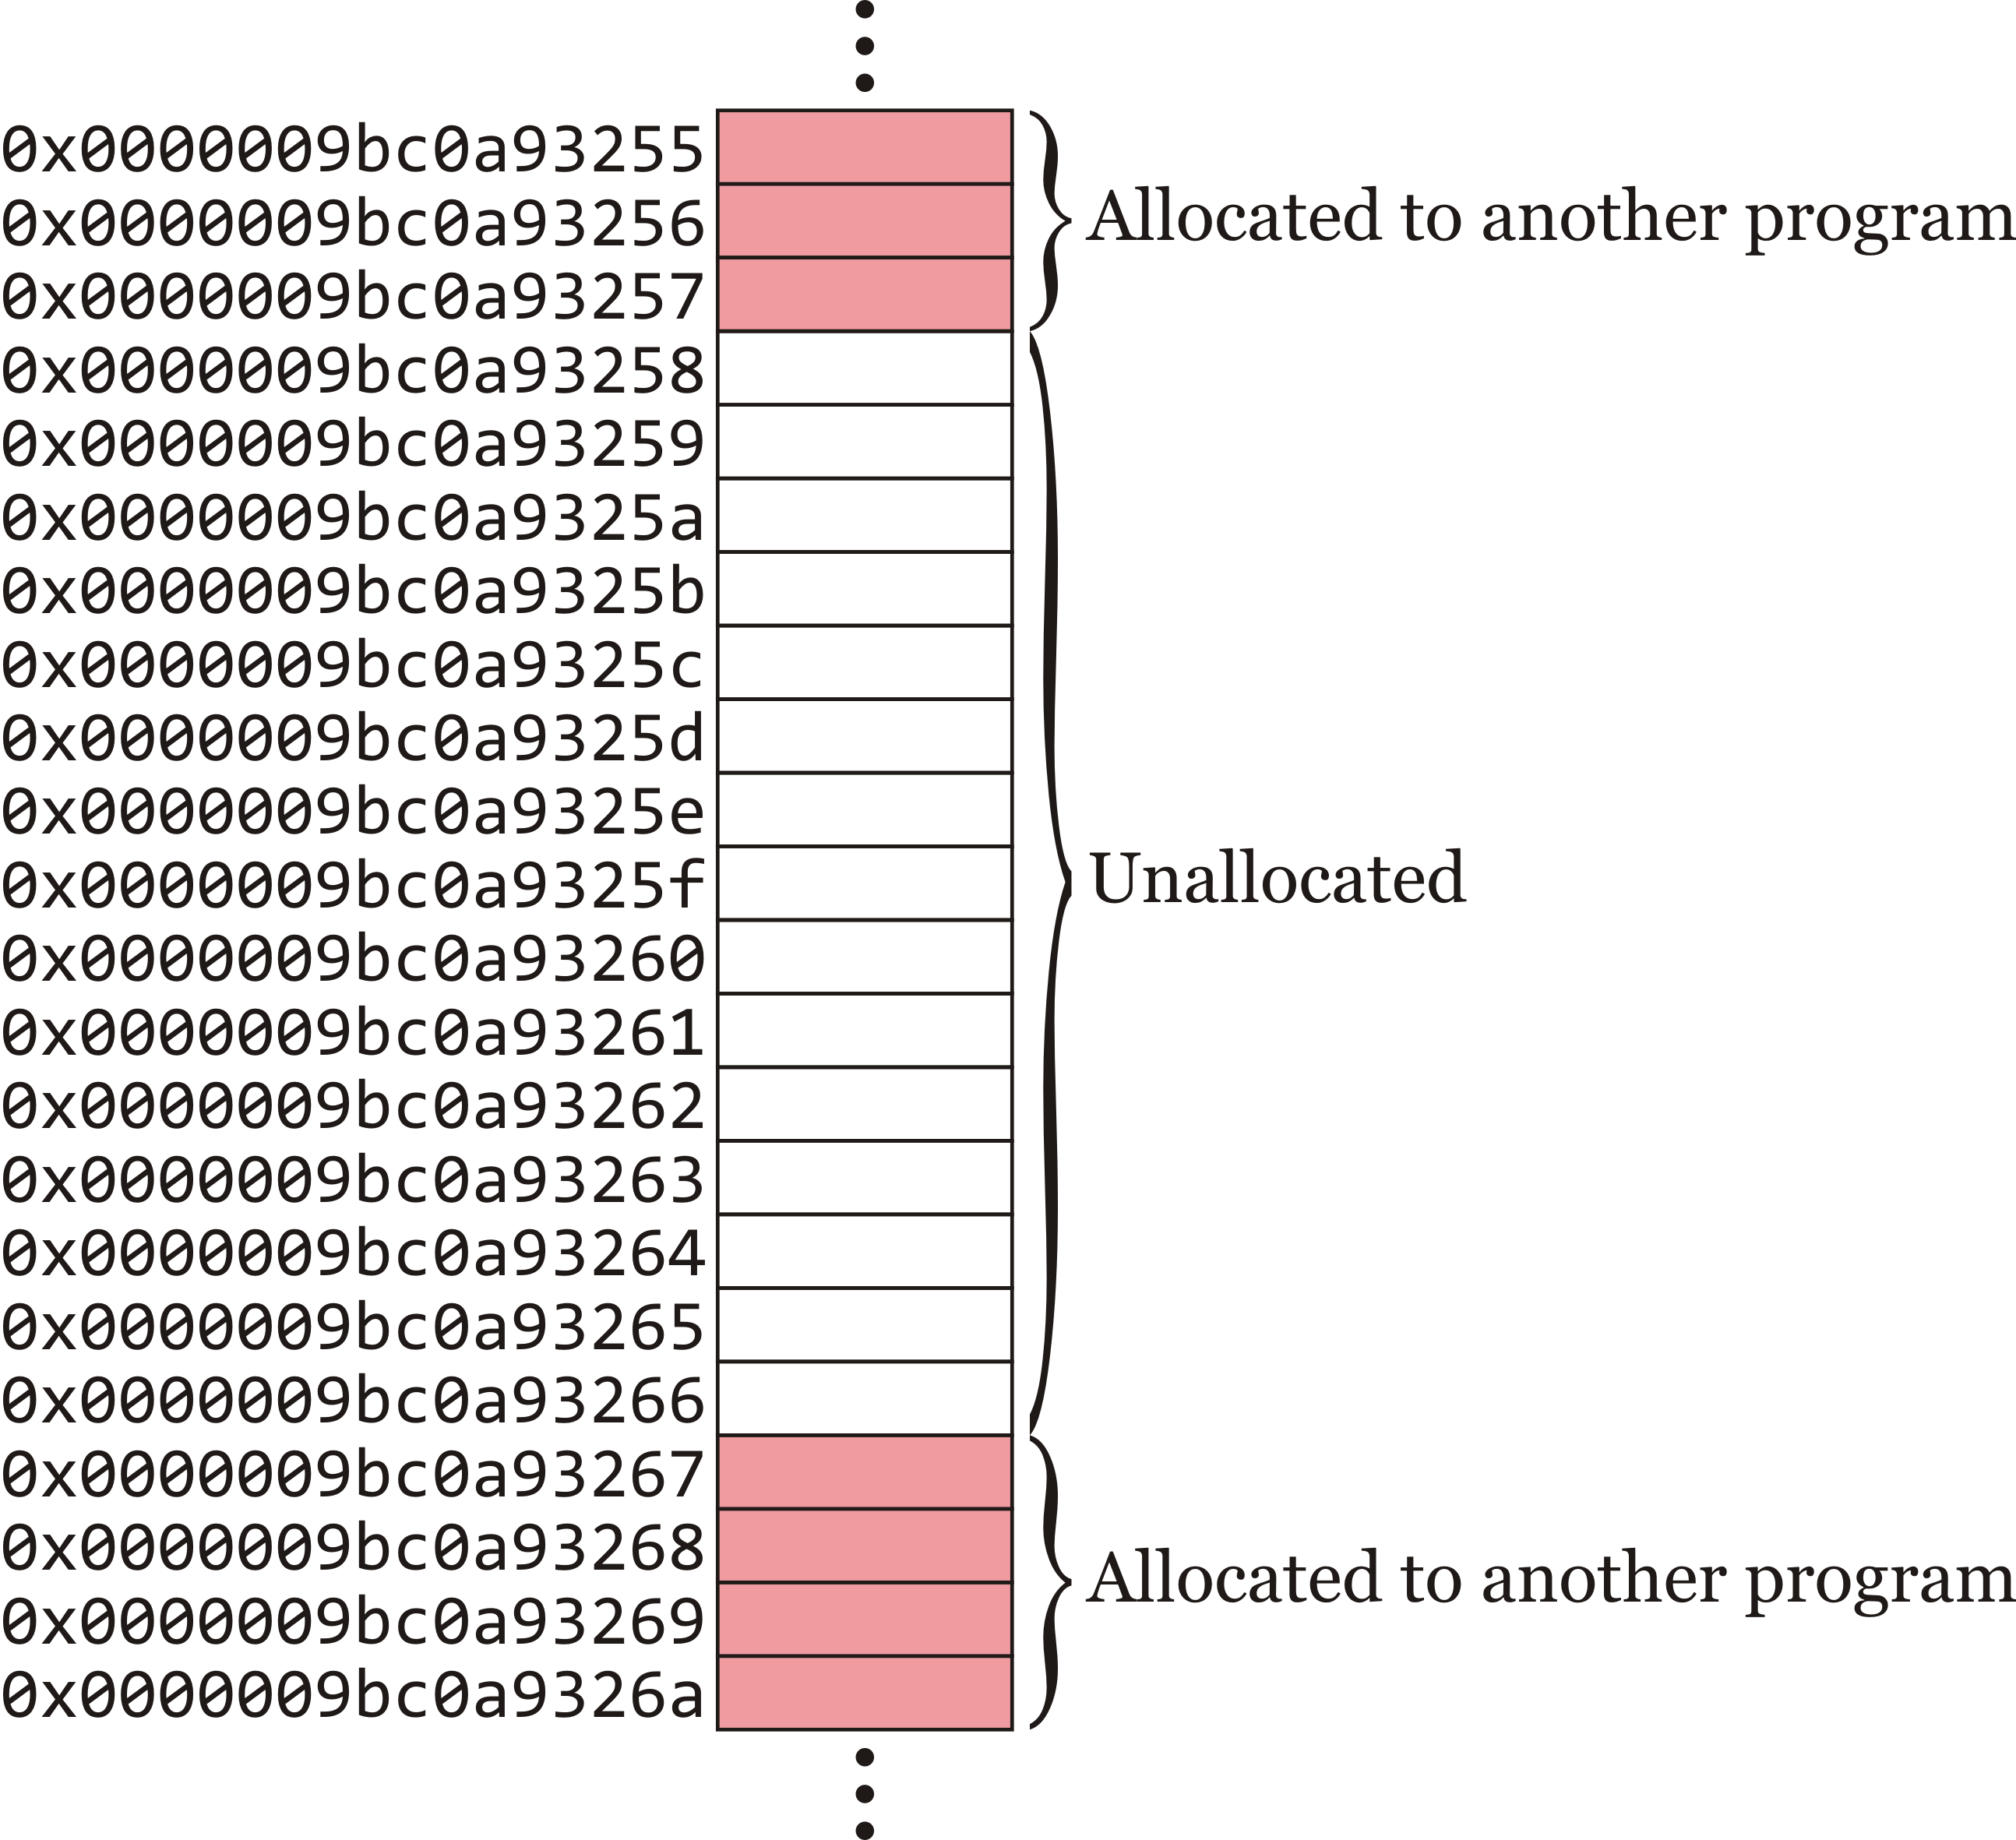 0x0000009bc0a93255
0x0000009bc0a93256
Allocated to another program
0x0000009bc0a93257
0x0000009bc0a93258
0x0000009bc0a93259
0x0000009bc0a9325a
0x0000009bc0a9325b
0x0000009bc0a9325c
0x0000009bc0a9325d
0x0000009bc0a9325e
0x0000009bc0a9325f
Unallocated
0x0000009bc0a93260
0x0000009bc0a93261
0x0000009bc0a93262
0x0000009bc0a93263
0x0000009bc0a93264
0x0000009bc0a93265
0x0000009bc0a93266
0x0000009bc0a93267
0x0000009bc0a93268
Allocated to another program
0x0000009bc0a93269
0x0000009bc0a9326a